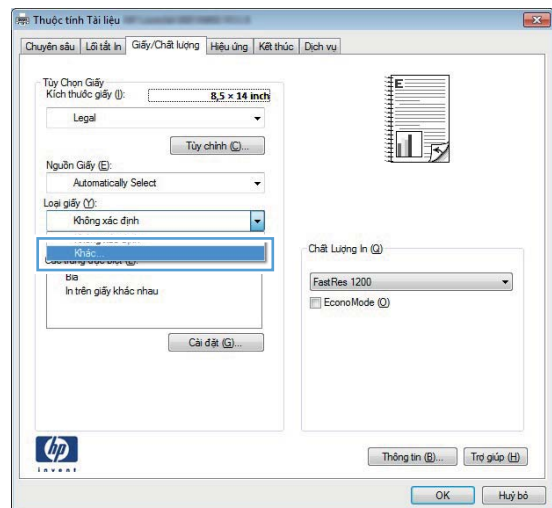 Thuộc tính Tài liệu
Chuyên sâu
Lối tắt In
Giấy/Chất lượng
Hiệu ứng
Kết thúc
Dịch vụ
Tùy Chọn Giấy
Kích thước giấy (I):
8,5 × 14 inch
Legal
Tùy chỉnh (C)...
Nguồn Giấy (E):
Automatically Select
Loại giấy (Y):
Không xác định
Khác...
Bìa
In trên giấy khác nhau
Cài đặt (G)...
E
Chất Lượng In (Q)
FastRes 1200
EconoMode (O)
hp
invent
Thông tin (B)...
Trợ giúp (H)
OK
Huỷ bỏ